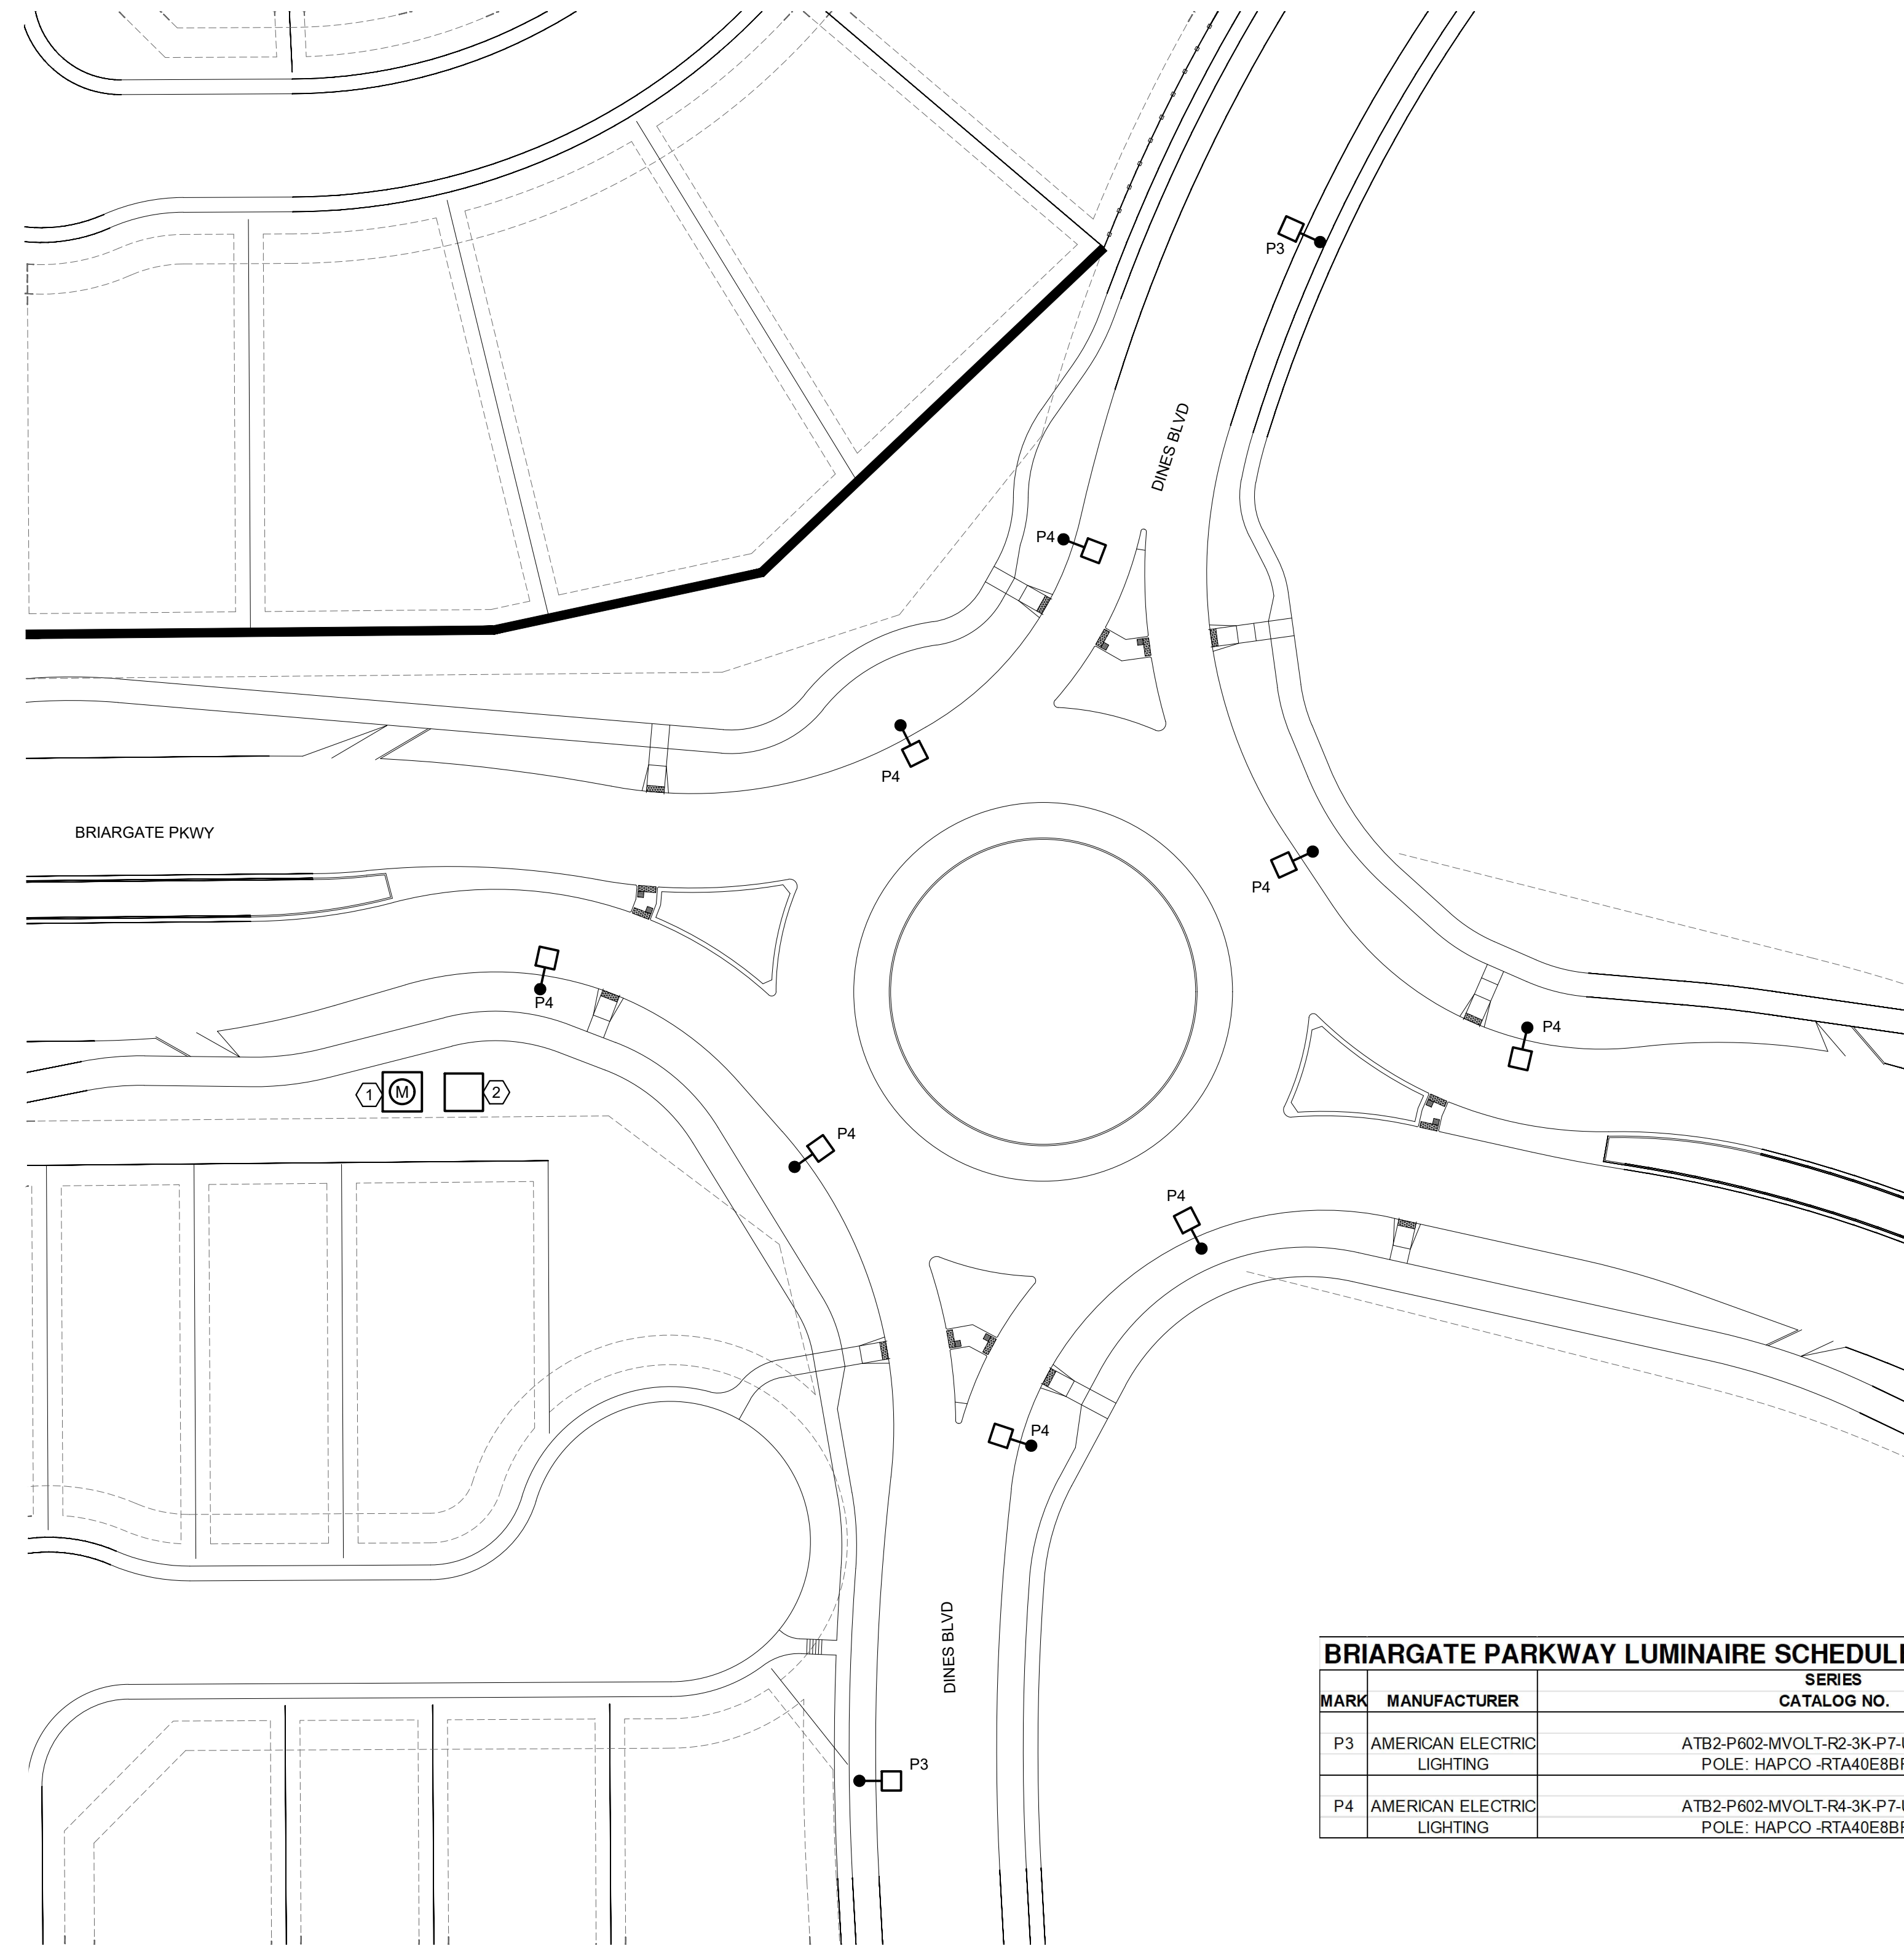 P3
DINES BLVD
P4
P4
BRIARGATE PKWY
P4
P4
P4
1
M
2
P4
P4
P4
DINES BLVD
P3
BRIARGATE PARKWAY LUMINAIRE SCHEDUL
SERIES
MARK MANUFACTURER CATALOG NO.
P3 AMERICAN ELECTRIC ATB2-P602-MVOLT-R2-3K-P7-
LIGHTING POLE: HAPCO -RTA40E8B
P4 AMERICAN ELECTRIC ATB2-P602-MVOLT-R4-3K-P7-
LIGHTING POLE: HAPCO -RTA40E8B